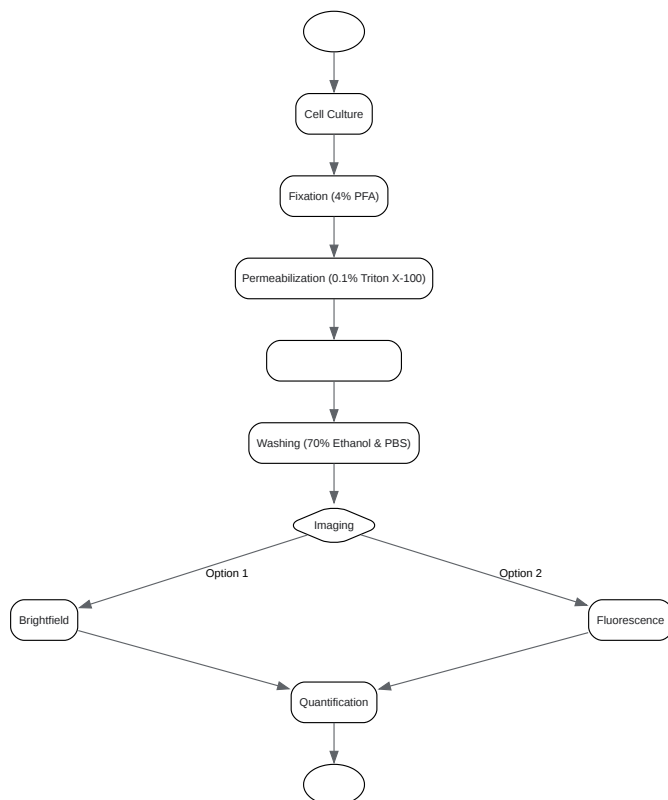 Cell Culture
Fixation (4% PFA)
Permeabilization (0.1% Triton X-100)
Washing (70% Ethanol & PBS)
Imaging
Option 1
Option 2
Brightfield
Fluorescence
Quantification